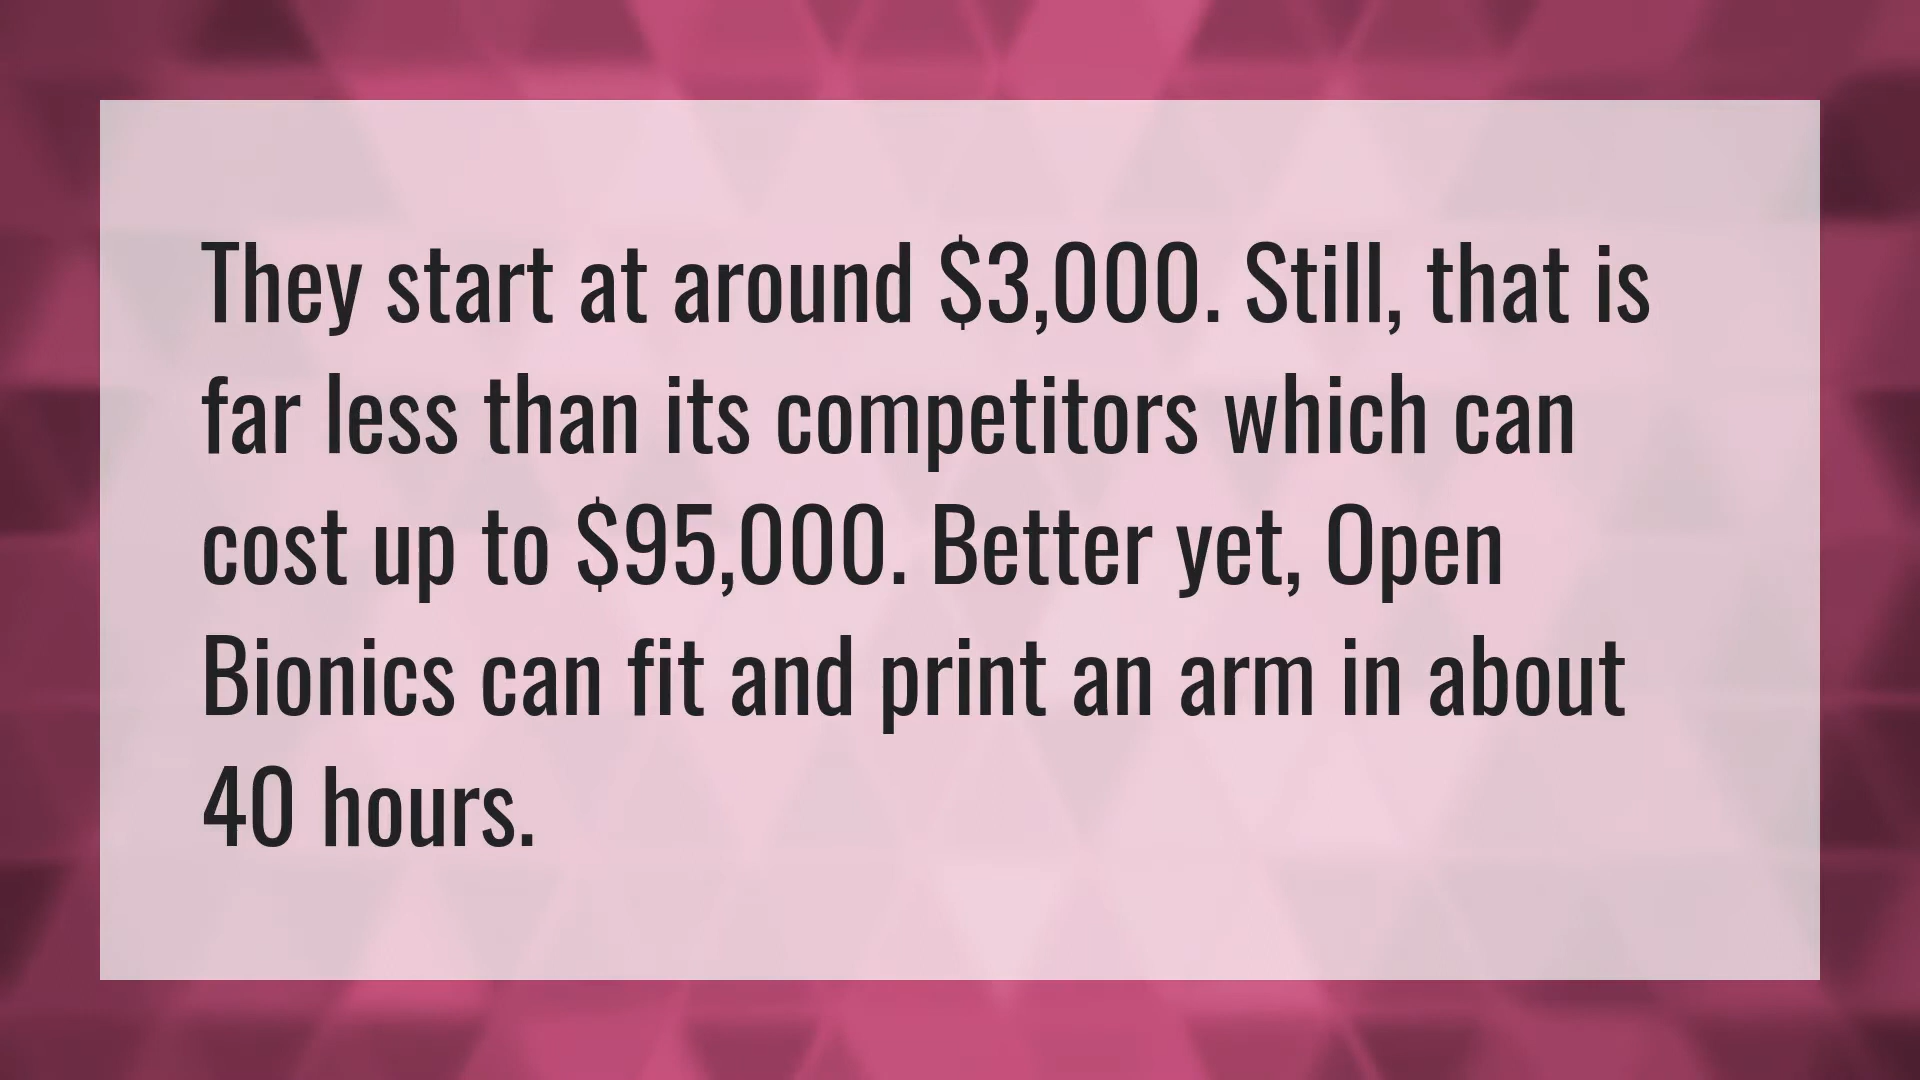 They start at around $3,000. Still, that is
far less than its competitors which can
cost up to $95,000. Better yet, Open
Bionics can fit and print an arm in about
40 hours.